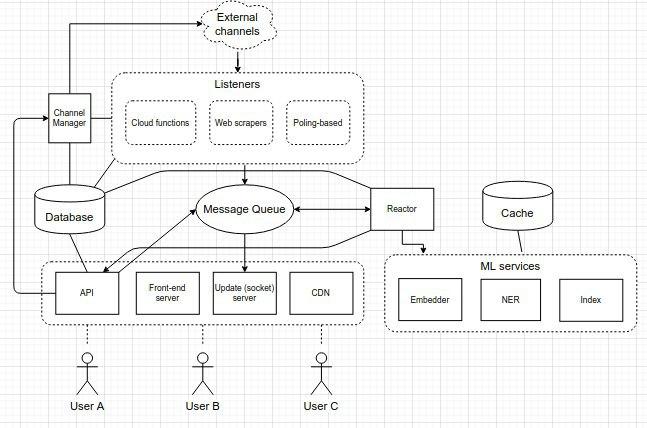 External
channels
Listeners
Channel
Manager
Cloud functions
Web scrapers
Poling-based
Database
Message Queue
Reactor
Cache
ML services
API
Front-end
server
Update (socket)
server
CDN
Embedder
NER
Index
User A
User B
User C